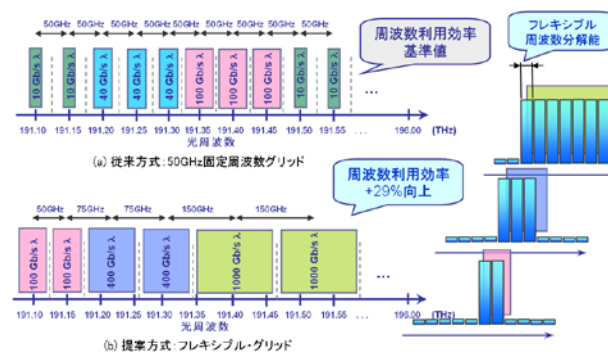 50GHz 50GHz 50GHz 50GHz 50GHz 50GHz 50GHz 50GHz
周波数利用効率
基準値
フレキシブル
周波数分解能
10 Gb/s λ 10 Gb/s λ 40 Gb/s λ 40 Gb/s λ 40 Gb/s λ 100 Gb/s λ 100 Gb/s λ 100 Gb/s λ 10 Gb/s λ 10 Gb/s λ ...
191.10 191.15 191.20 191.25 191.30 191.35 191.40 191.45 191.50 191.55 ... 196.00 (THz)
光周波数
(a) 従来方式:50GHz固定周波数グリッド
周波数利用効率
+29%向上
50GHz 75GHz 75GHz 150GHz 150GHz
100 Gb/s λ 100 Gb/s λ 400 Gb/s λ 400 Gb/s λ 1000 Gb/s λ 1000 Gb/s λ ...
191.10 191.15 191.20 191.25 191.30 191.35 191.40 191.45 191.50 191.55 ... 196.00 (THz)
光周波数
(b) 提案方式:フレキシブル・グリッド